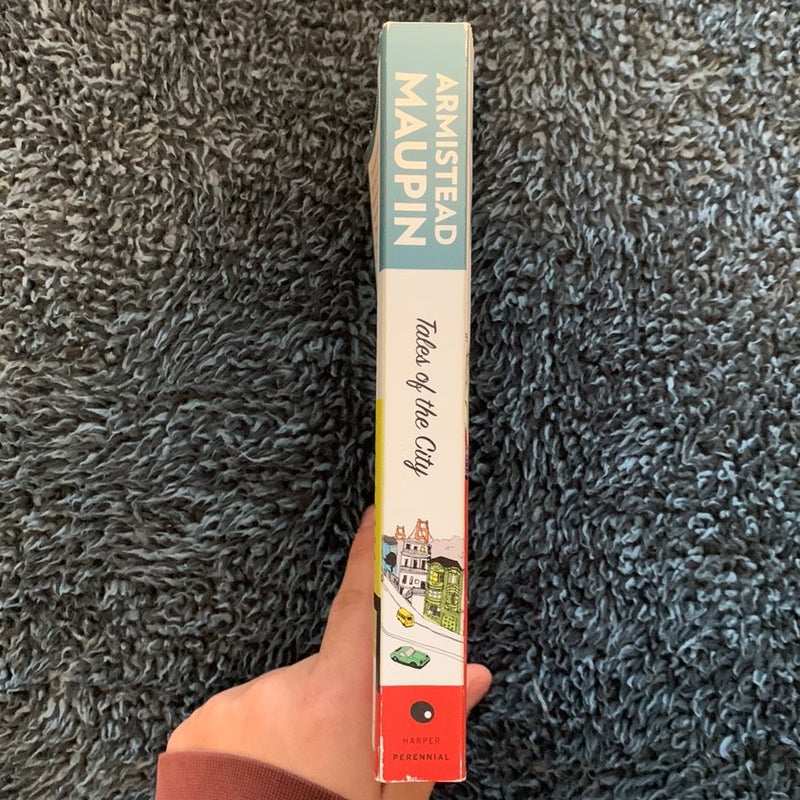 ARMISTEAD
MAUPIN
Tales of the City
HARPER
PERENNIAL